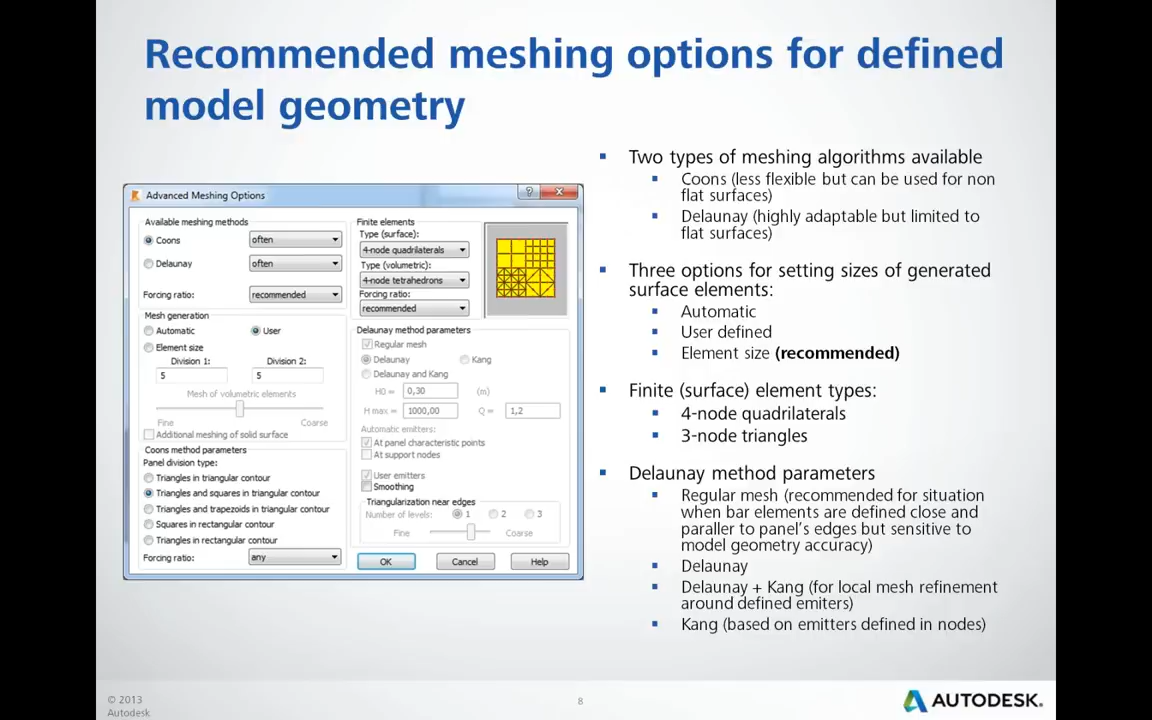 Recommended meshing options for defined
model geometry
Advanced Meshing Options
?
Available meshing methods
Coons
often
Delaunay
often
Forcing ratio:
recommended
Mesh generation
Automatic
User
Element size
Division 1:
Division 2:
5
5
Mesh of volumetric elements
Fine
Coarse
Additional meshing of solid surface
Coons method parameters
Panel division type:
Triangles in triangular contour
Triangles and squares in triangular contour
Triangles and trapezoids in triangular contour
Squares in rectangular contour
Triangles in rectangular contour
Forcing ratio:
any
Finite elements
Type (surface):
4-node quadrilaterals
Type (volumetric):
4-node tetrahedrons
Forcing ratio:
recommended
Delaunay method parameters
Regular mesh
Delaunay
Kang
Delaunay and Kang
H0 =
0,30
(m)
H max =
1000,00
Q =
1,2
Automatic emitters:
At panel characteristic points
At support nodes
User emitters
Smoothing
Triangularization near edges
Number of levels:
1
2
3
Fine
Coarse
OK
Cancel
Help
▪ Two types of meshing algorithms available
▪ Coons (less flexible but can be used for non
flat surfaces)
▪ Delaunay (highly adaptable but limited to
flat surfaces)
▪ Three options for setting sizes of generated
surface elements:
▪ Automatic
▪ User defined
▪ Element size (recommended)
▪ Finite (surface) element types:
▪ 4-node quadrilaterals
▪ 3-node triangles
▪ Delaunay method parameters
▪ Regular mesh (recommended for situation
when bar elements are defined close and
paraller to panel's edges but sensitive to
model geometry accuracy)
▪ Delaunay
▪ Delaunay + Kang (for local mesh refinement
around defined emiters)
▪ Kang (based on emitters defined in nodes)
© 2013
Autodesk
8
AUTODESK.